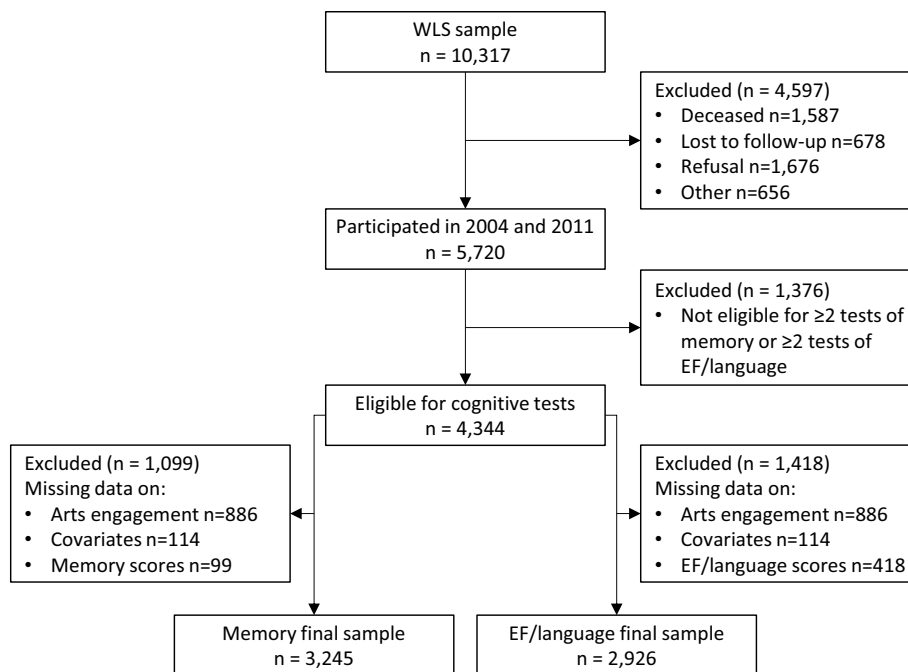 WLS sample
n = 10,317
Excluded (n = 4,597)
• Deceased n=1,587
• Lost to follow-up n=678
• Refusal n=1,676
• Other n=656
Participated in 2004 and 2011
n = 5,720
Excluded (n = 1,376)
• Not eligible for ≥2 tests of
memory or ≥2 tests of
EF/language
Eligible for cognitive tests
n = 4,344
Excluded (n = 1,099)
Missing data on:
• Arts engagement n=886
• Covariates n=114
• Memory scores n=99
Excluded (n = 1,418)
Missing data on:
• Arts engagement n=886
• Covariates n=114
• EF/language scores n=418
Memory final sample
n = 3,245
EF/language final sample
n = 2,926